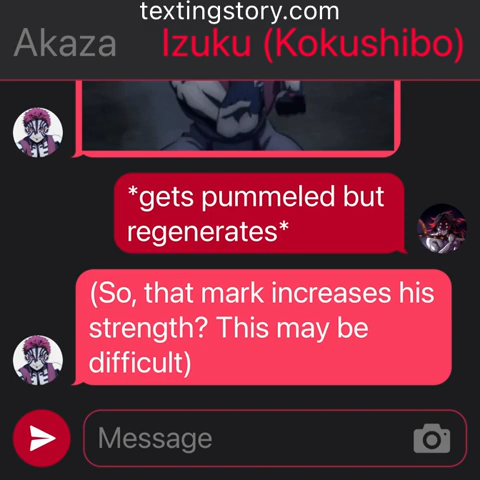 textingstory.com
Akaza Izuku (Kokushibo)
*gets pummeled but
regenerates*
(So, that mark increases his
strength? This may be
difficult)
Message